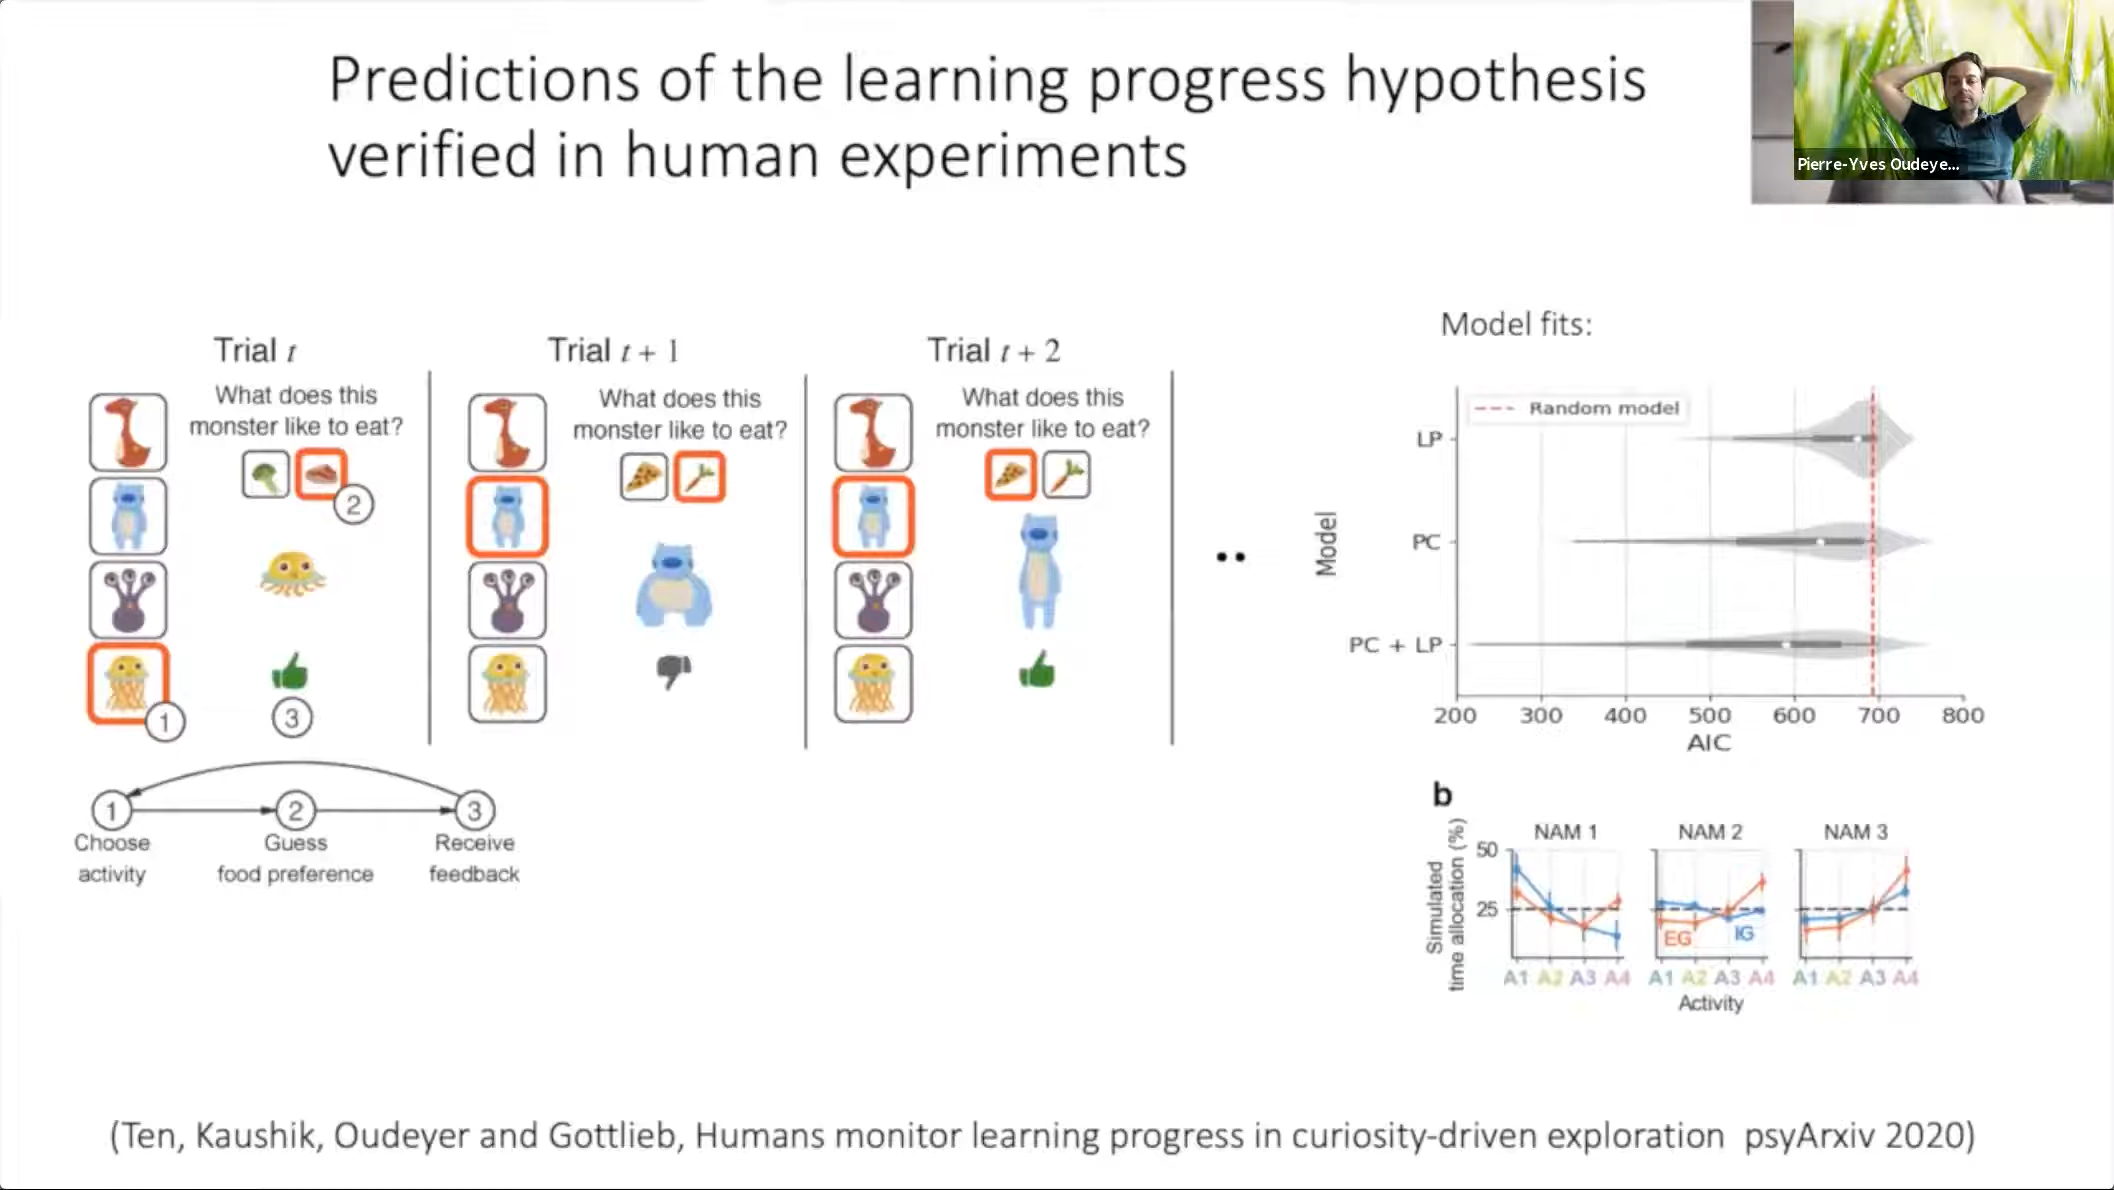 Predictions of the learning progress hypothesis
verified in human experiments
Pierre-Yves Oudeye...
Trial t
What does this
monster like to eat?
2
1
3
Trial t + 1
What does this
monster like to eat?
Trial t + 2
What does this
monster like to eat?
1
2
3
Choose
activity
Guess
food preference
Receive
feedback
Model fits:
Random model
Model
LP
PC
PC + LP
200 300 400 500 600 700 800
AIC
b
Simulated
time allocation (%)
NAM 1 NAM 2 NAM 3
50
25
EG
IG
A1 A2 A3 A4 A1 A2 A3 A4 A1 A2 A3 A4
Activity
(Ten, Kaushik, Oudeyer and Gottlieb, Humans monitor learning progress in curiosity-driven exploration psyArxiv 2020)